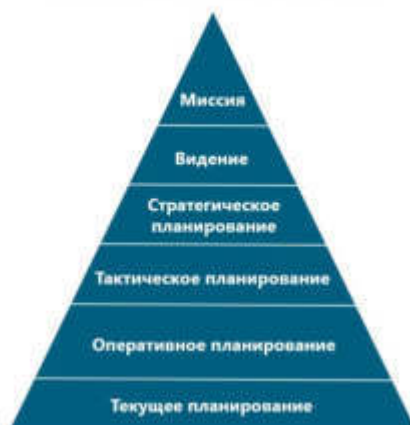 Миссия
Видение
Стратегическое
планирование
Тактическое планирование
Оперативное планирование
Текущее планирование